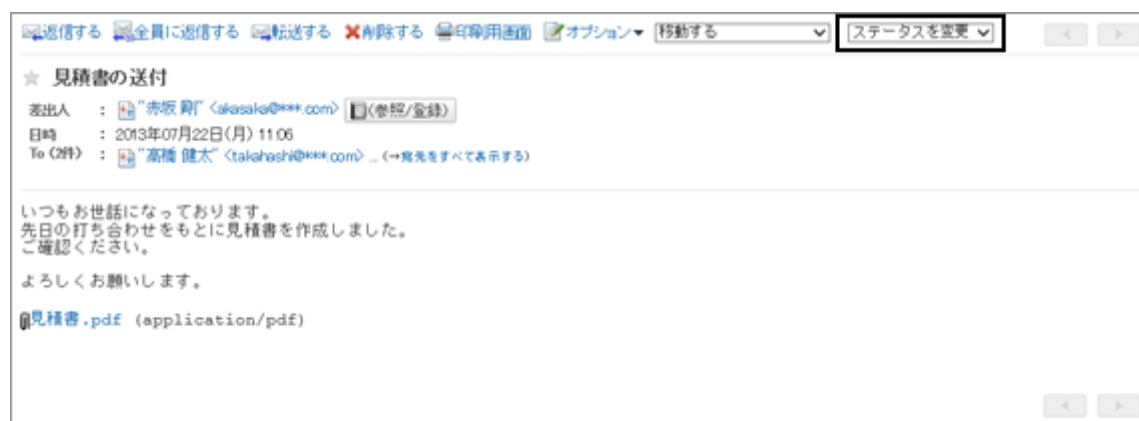 返信する 全員に返信する 転送する 削除する 印刷用画面 オプション▼ 移動する ステータスを変更
見積書の送付
差出人 : "赤坂 剛" <akasaka@***.com> (参照/登録)
日時 : 2013年07月22日(月) 11:06
To (2件) : "高橋 健太" <takahashi@***.com> ... (→宛先をすべて表示する)
いつもお世話になっております。
先日の打ち合わせをもとに見積書を作成しました。
ご確認ください。
よろしくお願いします。
見積書.pdf (application/pdf)